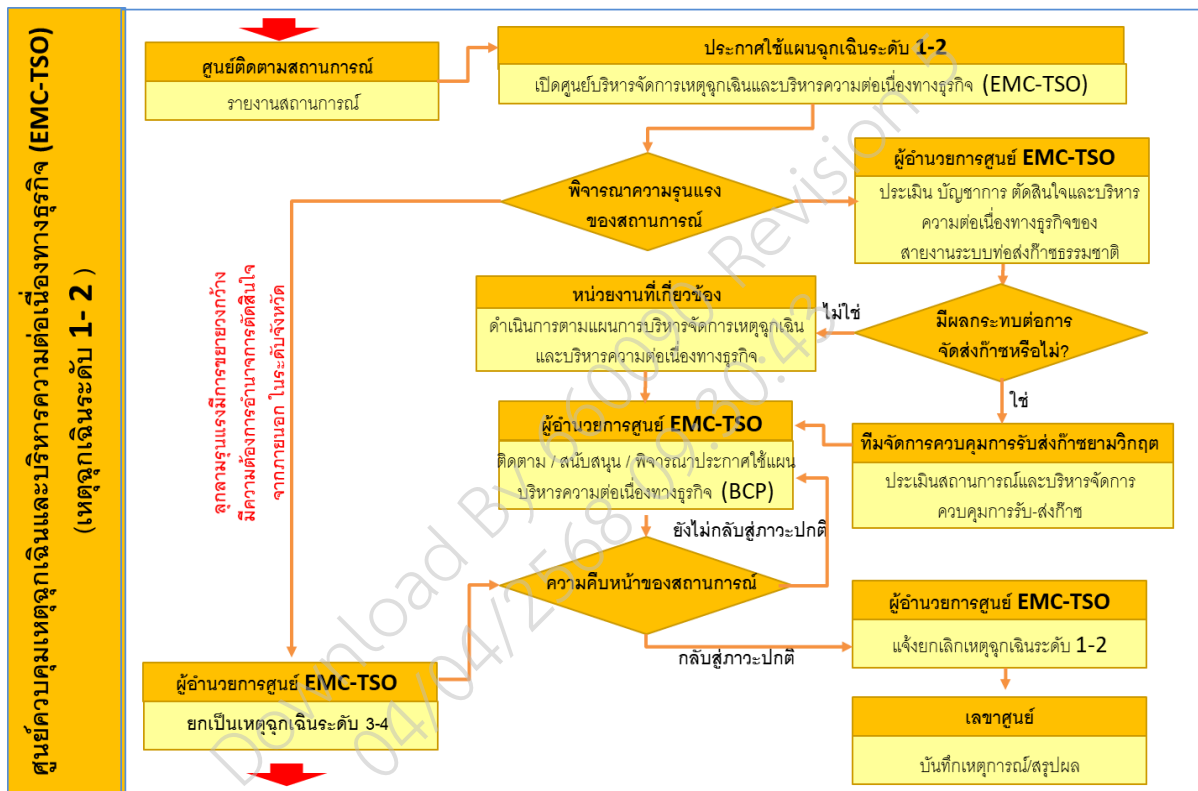 ศูนย์ควบคุมเหตุฉุกเฉินและบริหารความต่อเนื่องทางธุรกิจ (EMC-TSO)
(เหตุฉุกเฉินระดับ 1- 2 )
ศูนย์ติดตามสถานการณ์
รายงานสถานการณ์
ประกาศใช้แผนฉุกเฉินระดับ 1-2
เปิดศูนย์บริหารจัดการเหตุฉุกเฉินและบริหารความต่อเนื่องทางธุรกิจ (EMC-TSO)
พิจารณาความรุนแรง
ของสถานการณ์
ผู้อำนวยการศูนย์ EMC-TSO
ประเมิน บัญชาการ ตัดสินใจและบริหาร
ความต่อเนื่องทางธุรกิจของ
สายงานระบบท่อส่งก๊าซธรรมชาติ
ลุกลามรุนแรงมีการขยายวงกว้าง
มีความต้องการอำนาจการตัดสินใจ
จากภายนอก ในระดับจังหวัด
หน่วยงานที่เกี่ยวข้อง
ดำเนินการตามแผนการบริหารจัดการเหตุฉุกเฉิน
และบริหารความต่อเนื่องทางธุรกิจ
ไม่ใช่
มีผลกระทบต่อการ
จัดส่งก๊าซหรือไม่?
ใช่
ผู้อำนวยการศูนย์ EMC-TSO
ติดตาม / สนับสนุน / พิจารณาประกาศใช้แผน
บริหารความต่อเนื่องทางธุรกิจ (BCP)
ทีมจัดการควบคุมการรับส่งก๊าซยามวิกฤต
ประเมินสถานการณ์และบริหารจัดการ
ควบคุมการรับ-ส่งก๊าซ
ยังไม่กลับสู่ภาวะปกติ
ความคืบหน้าของสถานการณ์
กลับสู่ภาวะปกติ
ผู้อำนวยการศูนย์ EMC-TSO
แจ้งยกเลิกเหตุฉุกเฉินระดับ 1-2
ผู้อำนวยการศูนย์ EMC-TSO
ยกเป็นเหตุฉุกเฉินระดับ 3-4
เลขาศูนย์
บันทึกเหตุการณ์/สรุปผล
Download By 660090 Revision 5
04/04/2568 09:30:43